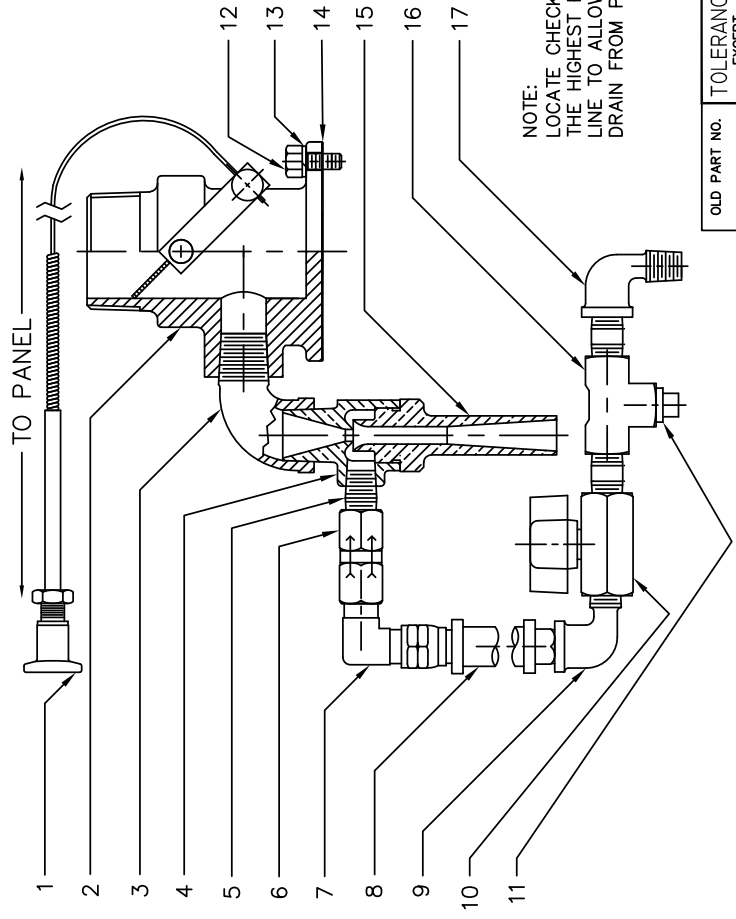 TO PANEL
1
2
3
4
5
6
7
8
9
10
11
12
13
14
15
16
17
NOTE:
LOCATE CHECK
THE HIGHEST
LINE TO ALLOW
DRAIN FROM
OLD PART NO.
TOLERANC
EXCEPT